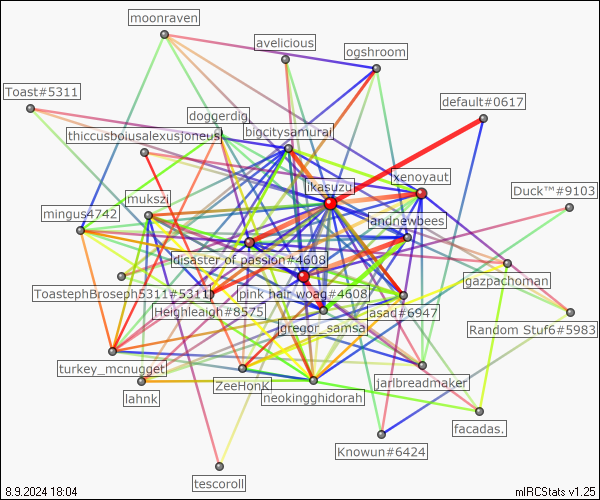 moonraven
avelicious
ogshroom
Toast#5311
default#0617
doggerdig
bigcitysamurai
thiccusboiusalexusjoneusi
ikasuzu
xenoyaut
Duck™#9103
mukszi
mingus4742
landnewbees
disaster of passion#4608
gazpachoman
ToastephBroseph5311#5311
pink hair woag#4608
Heighleaigh#8575
asad#6947
gregor_samsa
Random Stuf6#5983
turkey_mcnugget
jarlbreadmaker
lahnk
ZeeHonK
neokingghidorah
facadas.
Knowun#6424
tescoroll
8.9.2024 18:04
mIRCStats v1.25